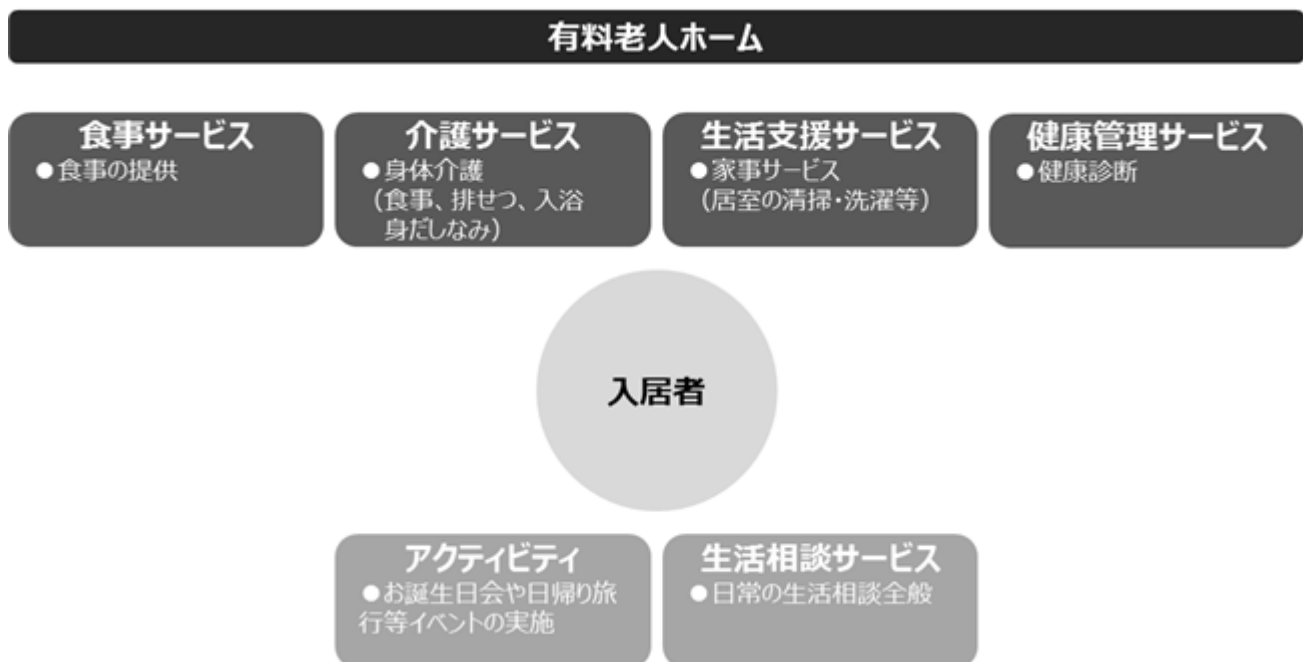 有料老人ホーム
食事サービス
●食事の提供
介護サービス
●身体介護
(食事、排せつ、入浴
身だしなみ)
生活支援サービス
●家事サービス
(居室の清掃・洗濯等)
健康管理サービス
●健康診断
入居者
アクティビティ
●お誕生日会や日帰り旅
行等イベントの実施
生活相談サービス
●日常の生活相談全般